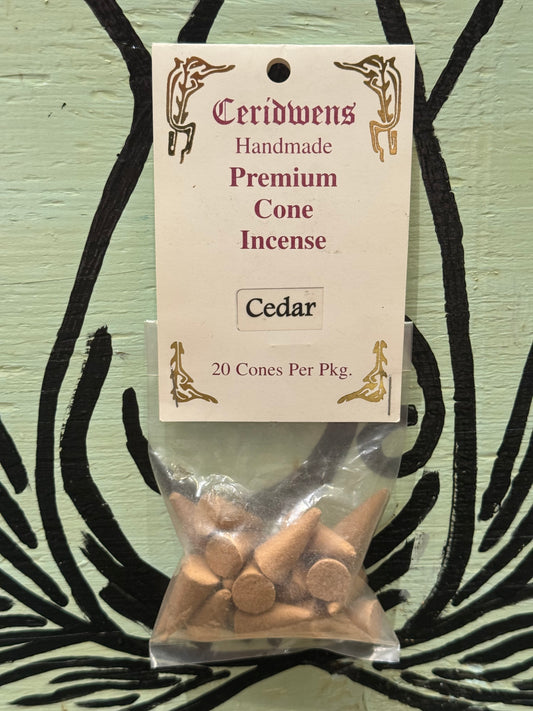 Ceridwens
Handmade
Premium
Cone
Incense
Cedar
20 Cones Per Pkg.